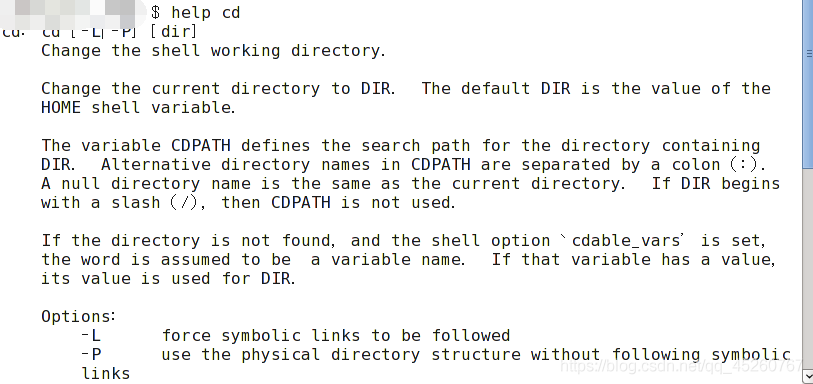 $ help cd
cd: cd [-L|-P] [dir]
Change the shell working directory.
Change the current directory to DIR. The default DIR is the value of the
HOME shell variable.
The variable CDPATH defines the search path for the directory containing
DIR. Alternative directory names in CDPATH are separated by a colon (:).
A null directory name is the same as the current directory. If DIR begins
with a slash (/), then CDPATH is not used.
If the directory is not found, and the shell option `cdable_vars' is set,
the word is assumed to be a variable name. If that variable has a value,
its value is used for DIR.
Options:
-L force symbolic links to be followed
-P use the physical directory structure without following symbolic
links
https://blog.csdn.net/qq_45260767